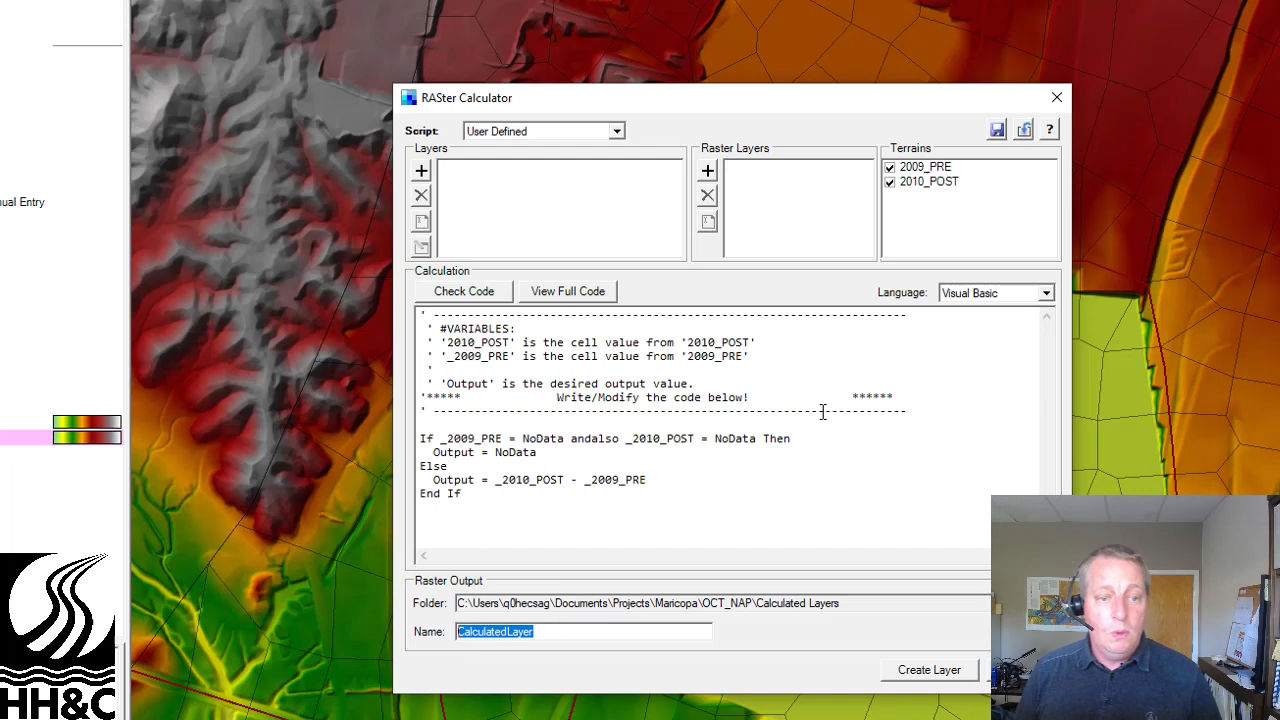 nual Entry
RASter Calculator
Script:
User Defined
Layers
Raster Layers
Terrains
2009_PRE
2010_POST
Calculation
Check Code
View Full Code
Language:
Visual Basic
' -----------------------------------------------------------------------
' #VARIABLES:
' '2010_POST' is the cell value from '2010_POST'
' '_2009_PRE' is the cell value from '2009_PRE'
'
' 'Output' is the desired output value.
'***** Write/Modify the code below! ******
' -----------------------------------------------------------------------
If _2009_PRE = NoData andalso _2010_POST = NoData Then
Output = NoData
Else
Output = _2010_POST - _2009_PRE
End If
Raster Output
Folder:
C:\Users\q0hecsag\Documents\Projects\Maricopa\OCT_NAP\Calculated Layers
Name:
CalculatedLayer
Create Layer
HH&C